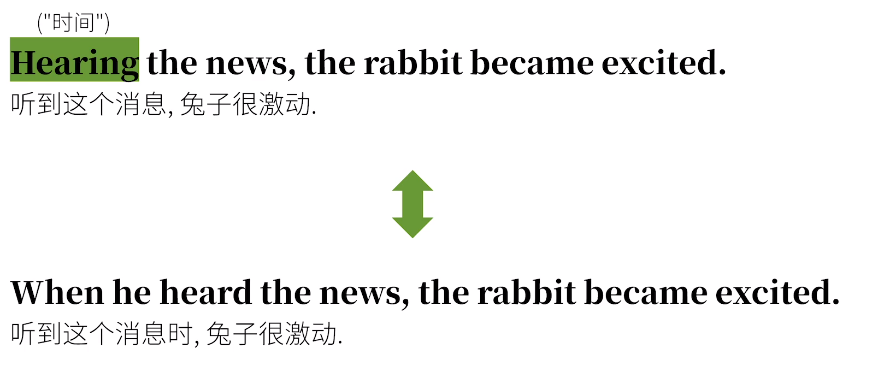 ("时间")
Hearing the news, the rabbit became excited.
听到这个消息, 兔子很激动.
When he heard the news, the rabbit became excited.
听到这个消息时, 兔子很激动.